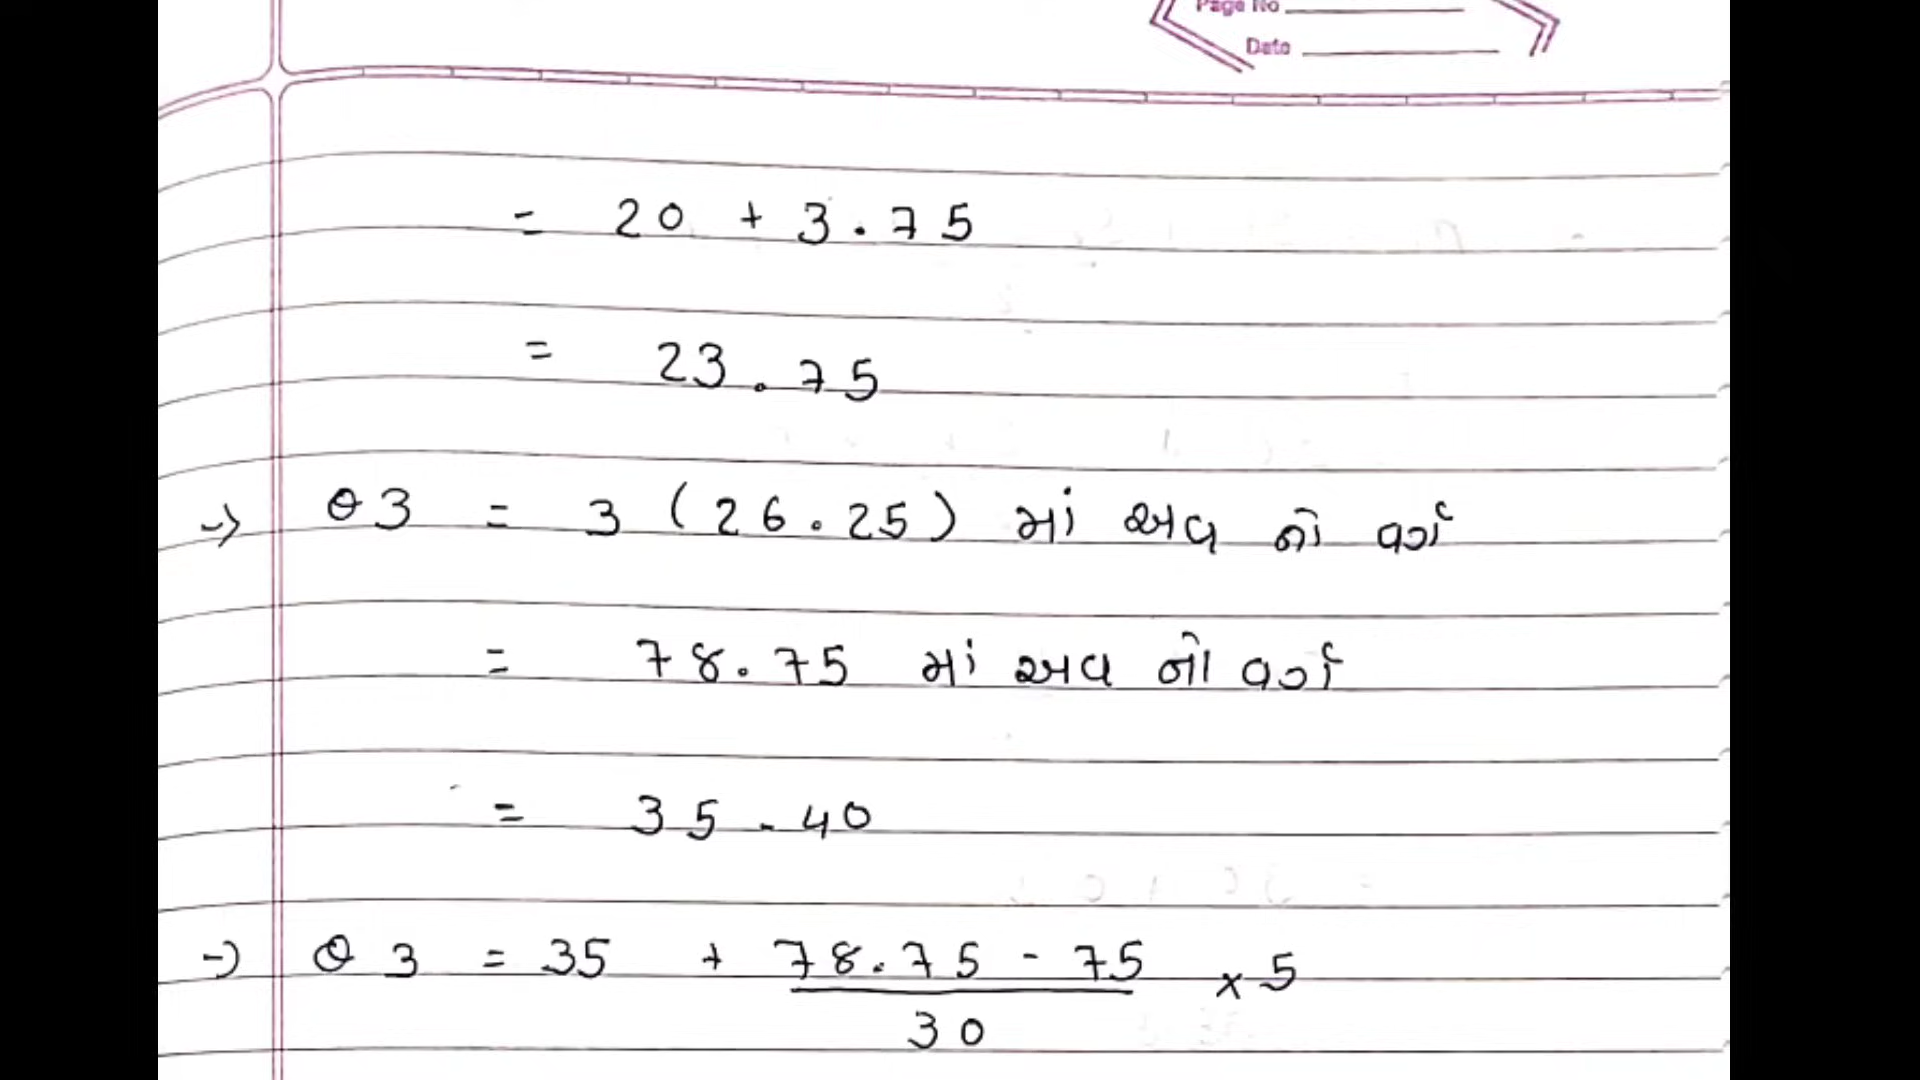 Page No
Date
= 20 + 3.75
= 23.75
→ Q3 = 3 (26.25) માં અવ નો વર્ગ
= 78.75 માં અવ નો વર્ગ
= 35-40
→ Q3 = 35 + 78.75 - 75 × 5
30